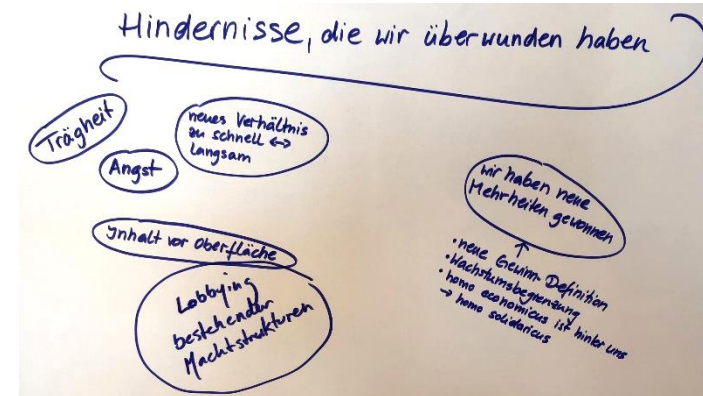 Hindernisse, die wir überwunden haben
Trägheit
Angst
neues Verhältnis
zu schnell ↔
langsam
Inhalt vor Oberfläche
Lobbying
bestehender
Machtstrukturen
wir haben neue
Mehrheiten gewonnen
↑
• neue Gewinn-Definition
• Wachstumsbegrenzung
• homo economicus ist hinter uns
→ homo solidaricus